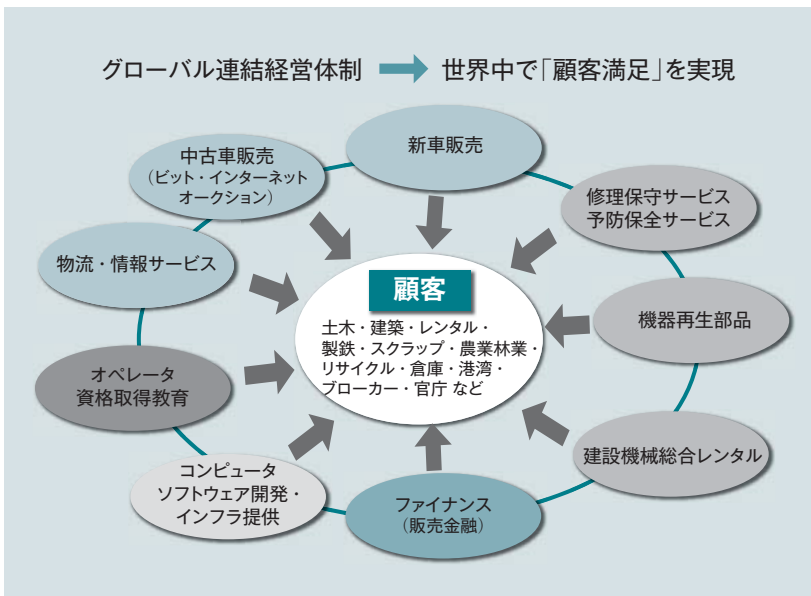 グローバル連結経営体制 → 世界中で「顧客満足」を実現
新車販売
中古車販売
（ビット・インターネット
オークション）
修理保守サービス
予防保全サービス
物流・情報サービス
機器再生部品
顧客
土木・建築・レンタル・
製鉄・スクラップ・農業林業・
リサイクル・倉庫・港湾・
ブローカー・官庁 など
オペレータ
資格取得教育
建設機械総合レンタル
コンピュータ
ソフトウェア開発・
インフラ提供
ファイナンス
（販売金融）